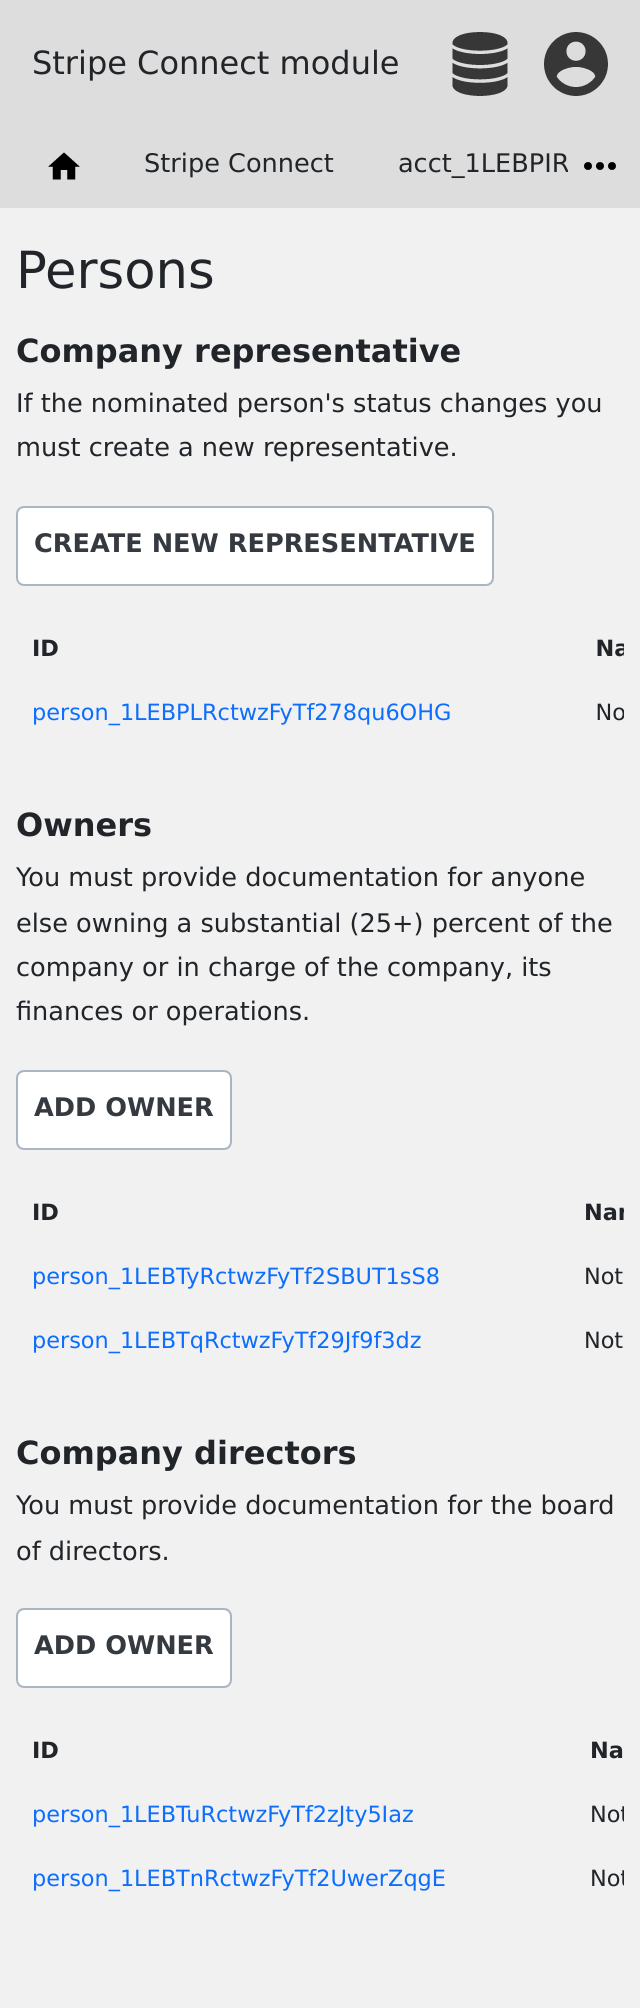 Stripe Connect module
Stripe Connect acct_1LEBPIR
Persons
Company representative
If the nominated person's status changes you
must create a new representative.
CREATE NEW REPRESENTATIVE
ID Na
person_1LEBPLRctwzFyTf278qu6OHG No
Owners
You must provide documentation for anyone
else owning a substantial (25+) percent of the
company or in charge of the company, its
finances or operations.
ADD OWNER
ID Nar
person_1LEBTyRctwzFyTf2SBUT1sS8 Not
person_1LEBTqRctwzFyTf29Jf9f3dz Not
Company directors
You must provide documentation for the board
of directors.
ADD OWNER
ID Na
person_1LEBTuRctwzFyTf2zJty5Iaz Not
person_1LEBTnRctwzFyTf2UwerZqgE Not